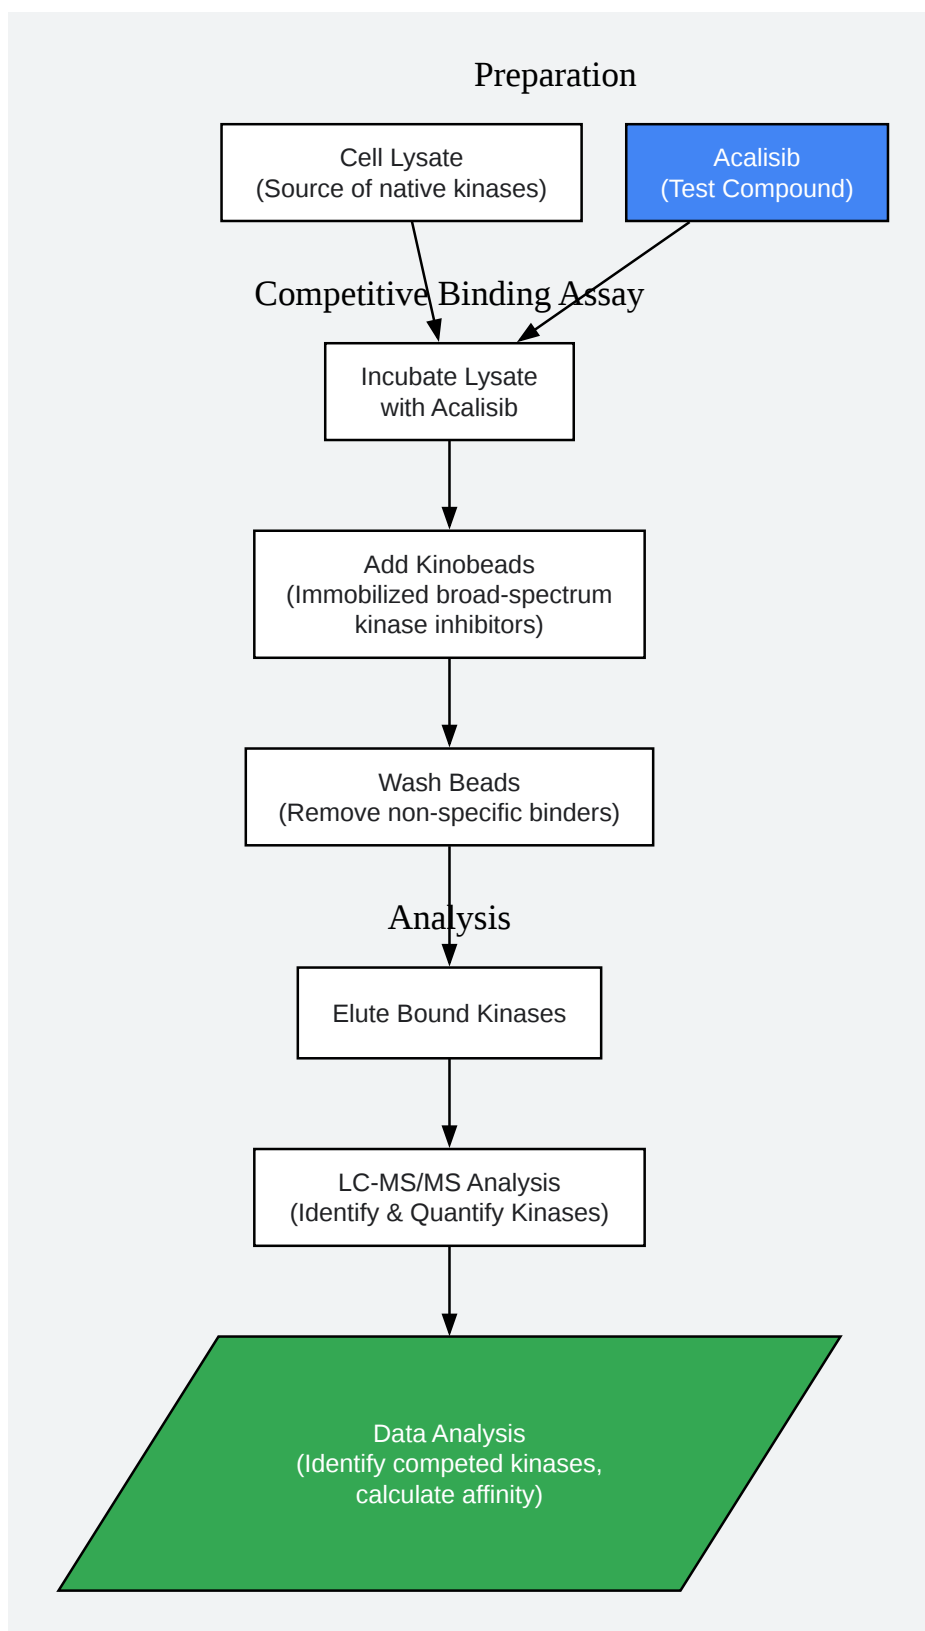 Preparation
Cell Lysate
(Source of native kinases)
Acalisib
(Test Compound)
Competitive Binding Assay
Incubate Lysate
with Acalisib
Add Kinobeads
(Immobilized broad-spectrum
kinase inhibitors)
Wash Beads
(Remove non-specific binders)
Analysis
Elute Bound Kinases
LC-MS/MS Analysis
(Identify & Quantify Kinases)
Data Analysis
(Identify competed kinases,
calculate affinity)